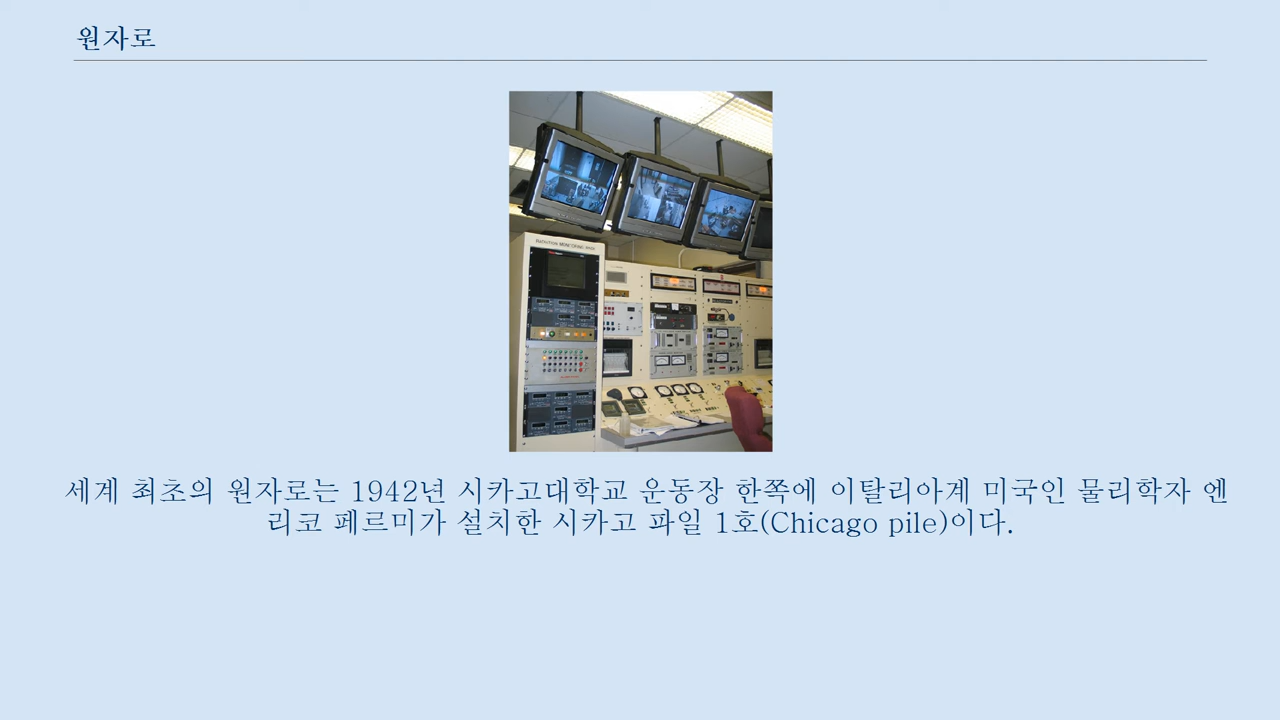 원자로
RADIATION MONITORING
세계 최초의 원자로는 1942년 시카고대학교 운동장 한쪽에 이탈리아계 미국인 물리학자 엔
리코 페르미가 설치한 시카고 파일 1호(Chicago pile)이다.